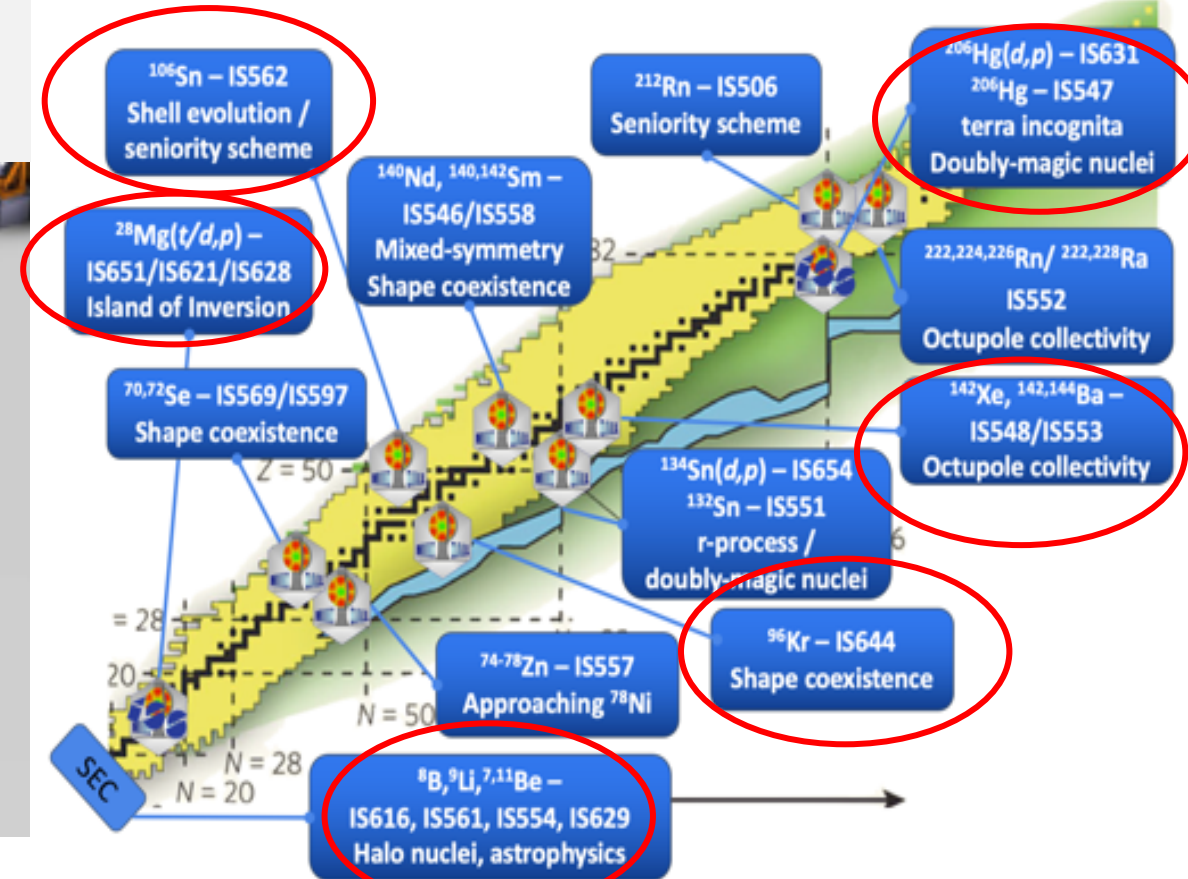 ¹⁰⁶Sn – IS562
Shell evolution /
seniority scheme
²¹²Rn – IS506
Seniority scheme
²⁰⁶Hg(d,p) – IS631
²⁰⁶Hg – IS547
terra incognita
Doubly-magic nuclei
¹⁴⁰Nd, ¹⁴⁰,¹⁴²Sm –
IS546/IS558
Mixed-symmetry
Shape coexistence
²⁸Mg(t/d,p) –
IS651/IS621/IS628
Island of Inversion
82
²²²,²²⁴,²²⁶Rn/ ²²²,²²⁸Ra
IS552
Octupole collectivity
⁷⁰,⁷²Se – IS569/IS597
Shape coexistence
¹⁴²Xe, ¹⁴²,¹⁴⁴Ba –
IS548/IS553
Octupole collectivity
Z = 50
¹³⁴Sn(d,p) – IS654
¹³²Sn – IS551
r-process /
doubly-magic nuclei
6
= 28
⁹⁶Kr – IS644
Shape coexistence
20
⁷⁴⁻⁷⁸Zn – IS557
Approaching ⁷⁸Ni
N = 50
N = 28
N = 20
SEC
⁸B,⁹Li,⁷,¹¹Be –
IS616, IS561, IS554, IS629
Halo nuclei, astrophysics